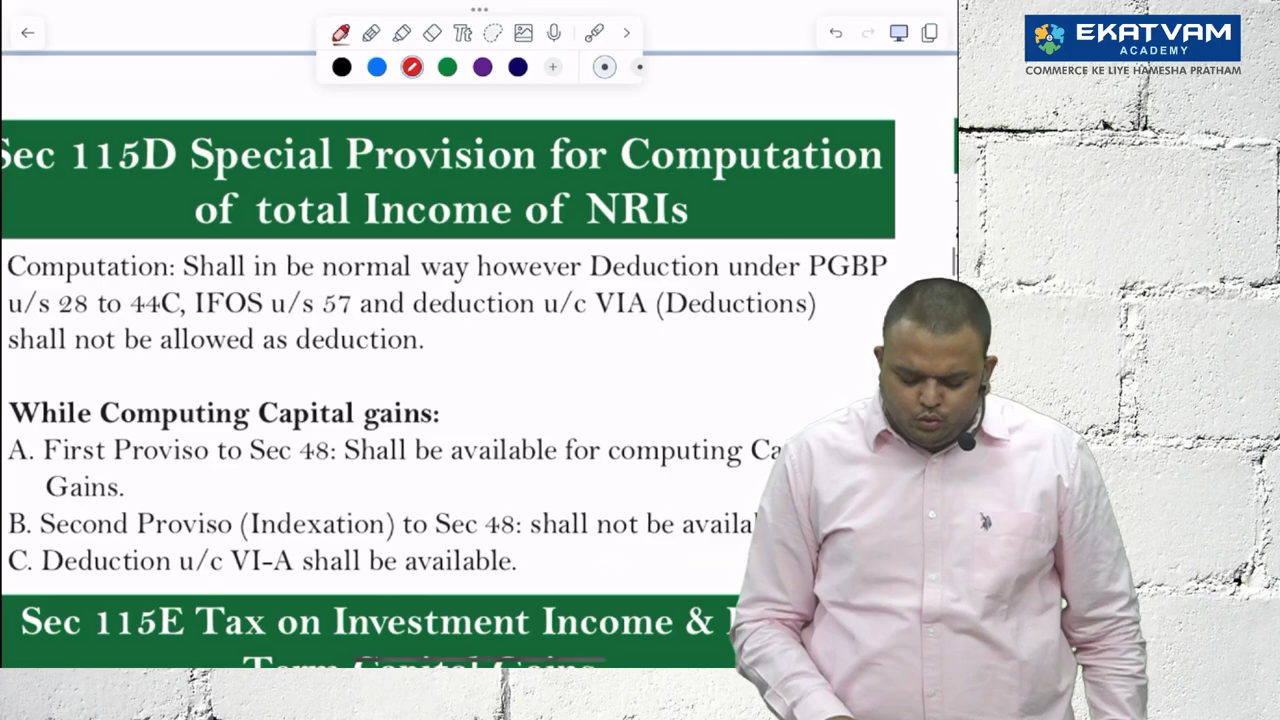 Tt
EKATVAM
ACADEMY
COMMERCE KE LIYE HAMESHA PRATHAM
Sec 115D Special Provision for Computation
of total Income of NRIs
Computation: Shall in be normal way however Deduction under PGBP
u/s 28 to 44C, IFOS u/s 57 and deduction u/c VIA (Deductions)
shall not be allowed as deduction.
While Computing Capital gains:
A. First Proviso to Sec 48: Shall be available for computing
Gains.
B. Second Proviso (Indexation) to Sec 48: shall not be
C. Deduction u/c VI-A shall be available.
Sec 115E Tax on Investment Income &
Term Capital Gains